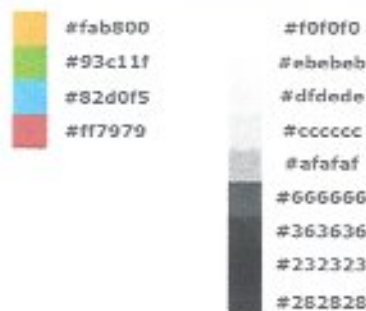 #fab800
#93c11f
#82d0f5
#ff7979
#f0f0f0
#ebebeb
#dfdede
#cccccc
#afafaf
#666666
#363636
#232323
#282828